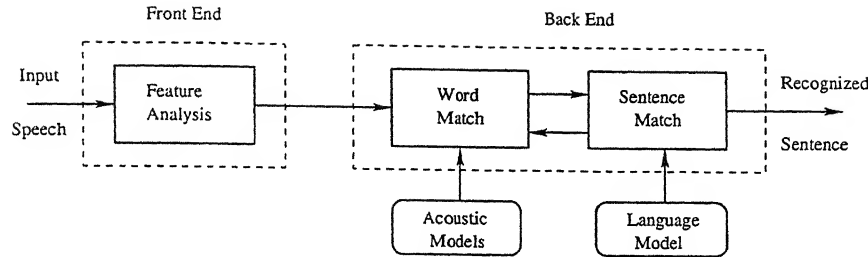 Front End
Back End
Input
Speech
Feature
Analysis
Word
Match
Sentence
Match
Recognized
Sentence
Acoustic
Models
Language
Model